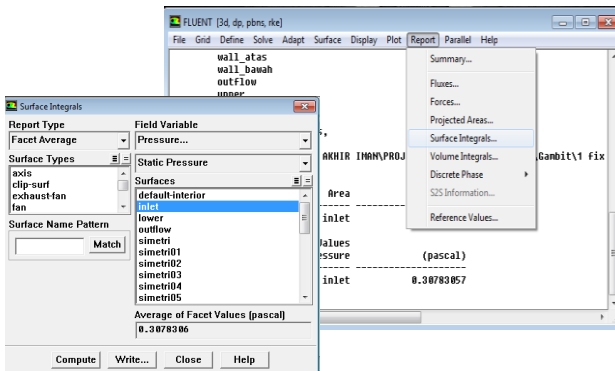 FLUENT [3d, dp, pbns, rke]
File Grid Define Solve Adapt Surface Display Plot Report Parallel Help
wall_atas
wall_bawah
outflow
upper
AKHIR IMAN\PROJ
\Gambit\1 fix
Area
inlet
Values
essure (pascal)
inlet 0.30783057
Summary...
Fluxes...
Forces...
Projected Areas...
Surface Integrals...
Volume Integrals...
Discrete Phase
S2S Information...
Reference Values...
Surface Integrals
Report Type
Facet Average
Surface Types
axis
clip-surf
exhaust-fan
fan
Surface Name Pattern
Match
Field Variable
Pressure...
Static Pressure
Surfaces
default-interior
inlet
lower
outflow
simetri
simetri01
simetri02
simetri03
simetri04
simetri05
Average of Facet Values (pascal)
0.3078306
Compute Write... Close Help